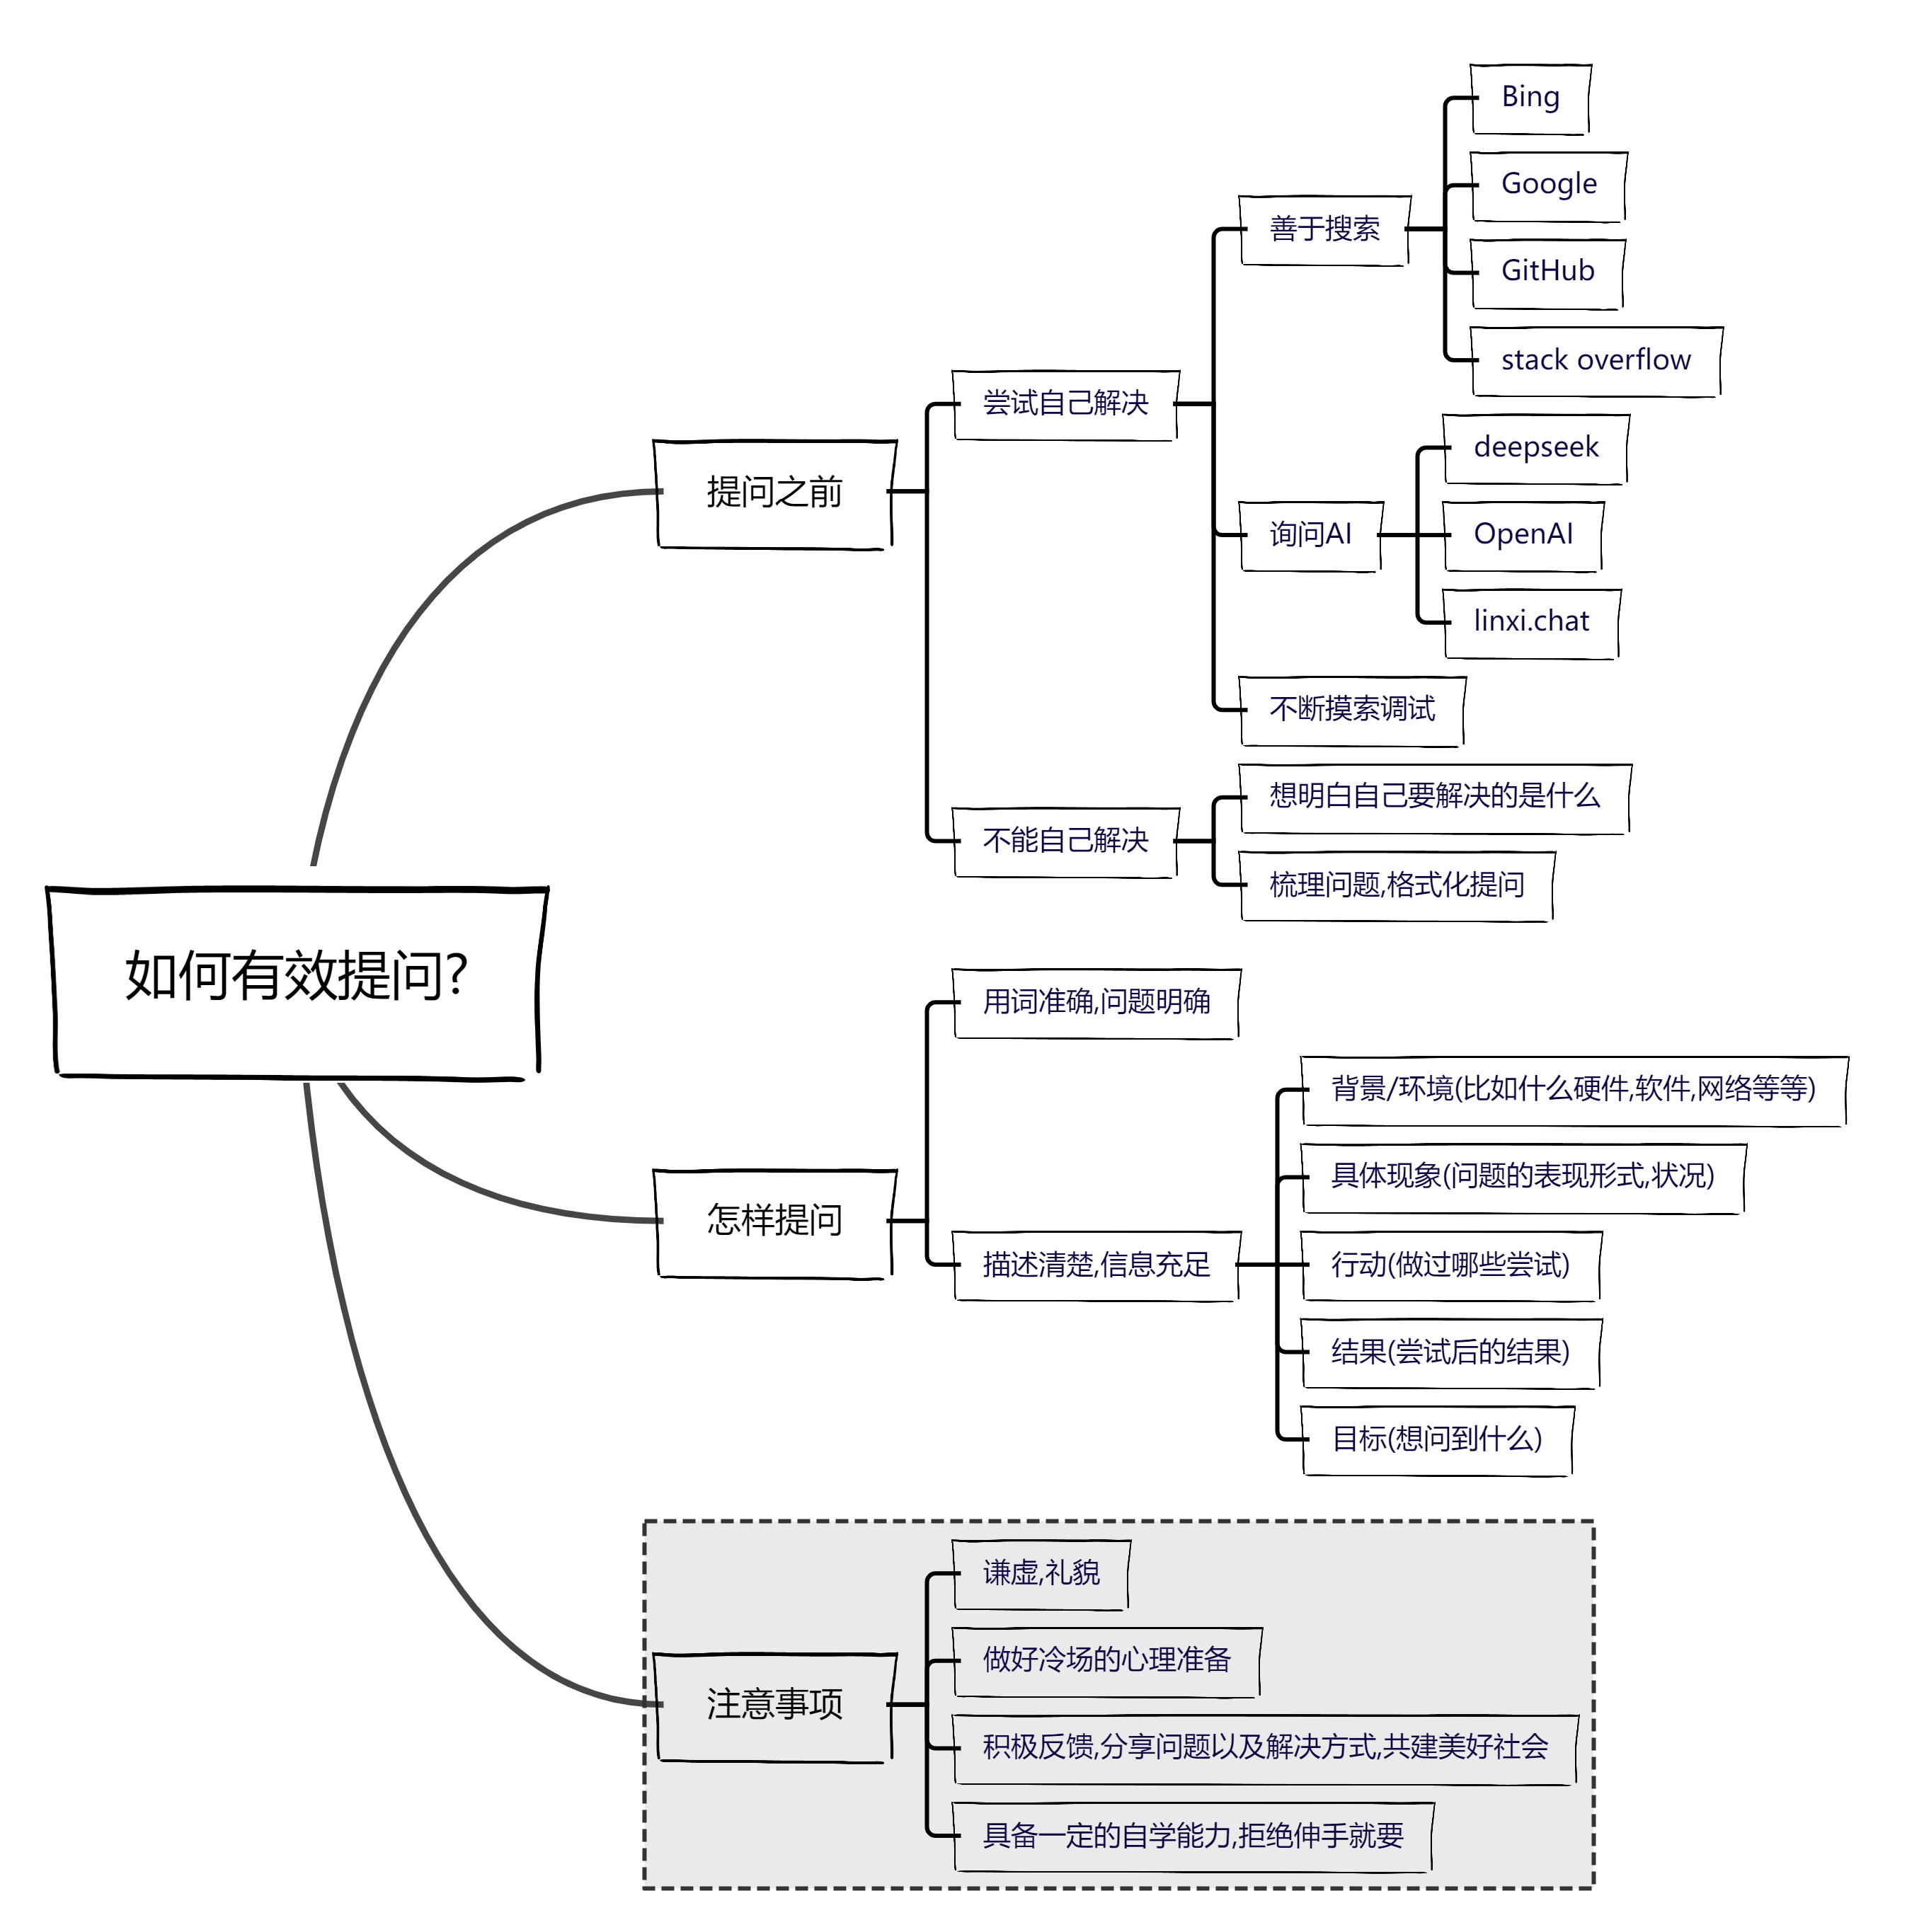 如何有效提问?
提问之前
尝试自己解决
善于搜索
Bing
Google
GitHub
stack overflow
询问AI
deepseek
OpenAI
linxi.chat
不断摸索调试
不能自己解决
想明白自己要解决的是什么
梳理问题,格式化提问
怎样提问
用词准确,问题明确
描述清楚,信息充足
背景/环境(比如什么硬件,软件,网络等等)
具体现象(问题的表现形式,状况)
行动(做过哪些尝试)
结果(尝试后的结果)
目标(想问到什么)
注意事项
谦虚,礼貌
做好冷场的心理准备
积极反馈,分享问题以及解决方式,共建美好社会
具备一定的自学能力,拒绝伸手就要